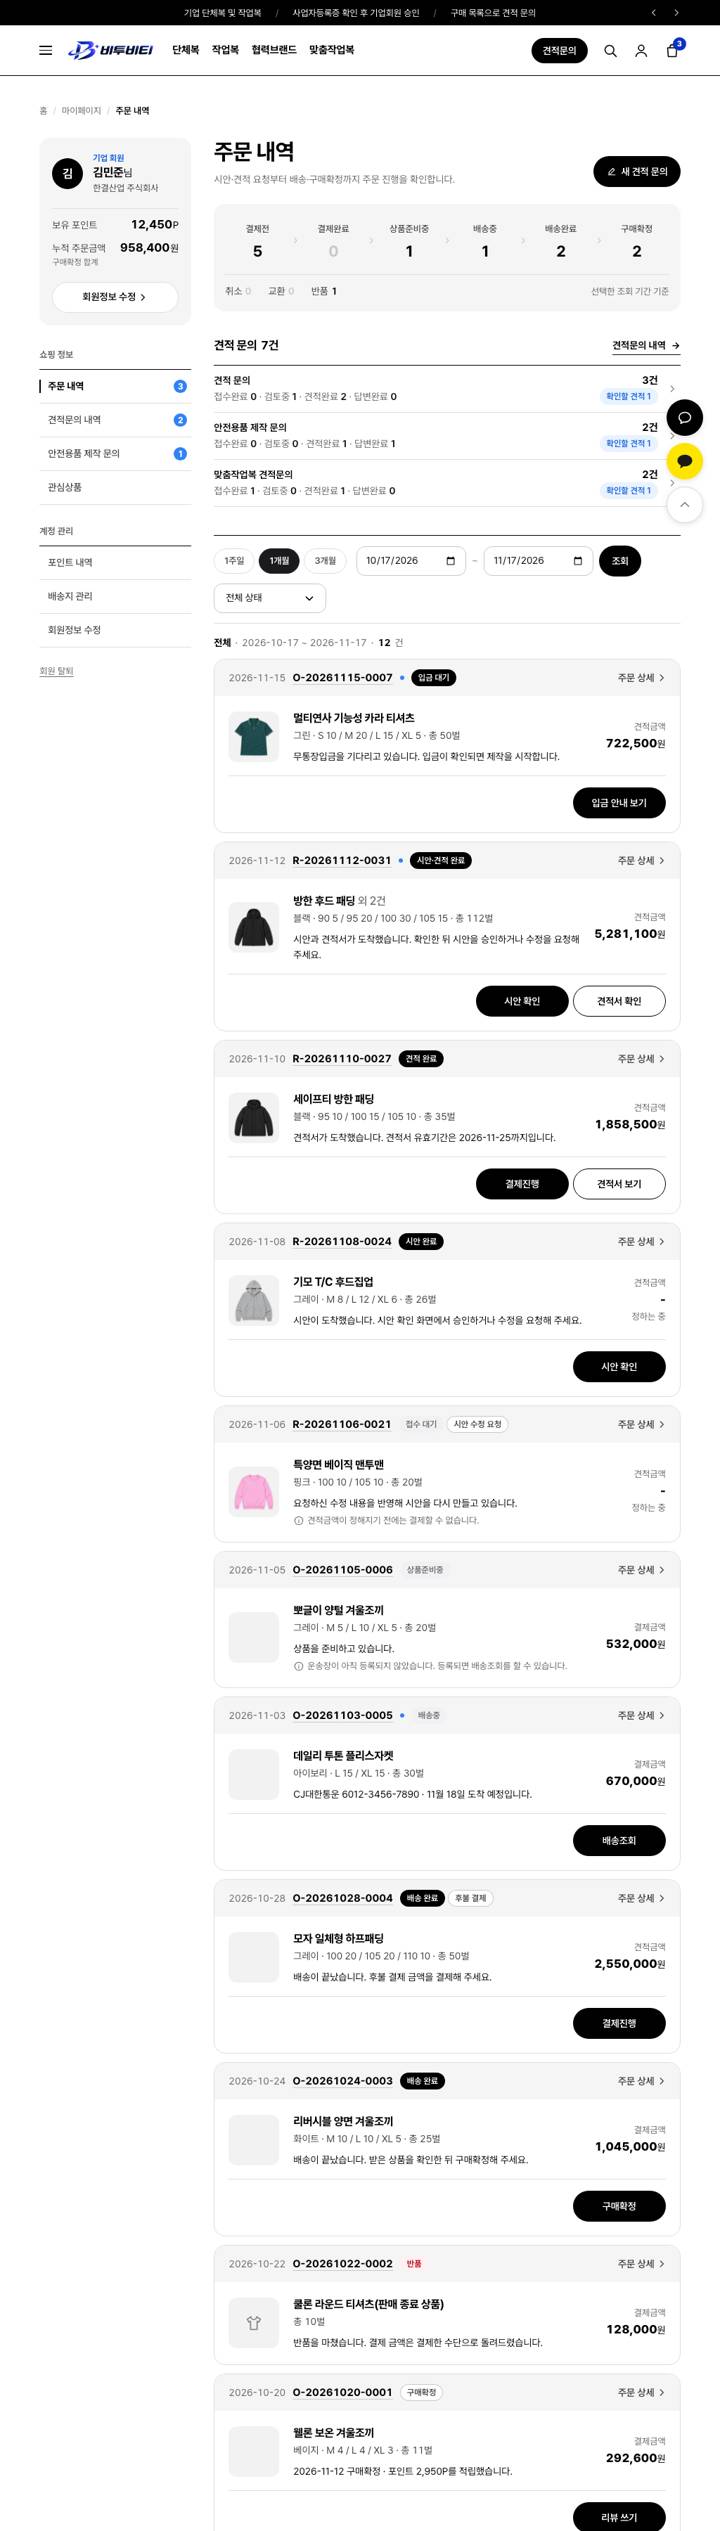 기업 단체복 및 작업복 / 사업자등록증 확인 후 기업회원 승인 / 구매 목록으로 견적 문의
비투비티 단체복 작업복 협력브랜드 맞춤작업복 견적문의 3
홈 / 마이페이지 / 주문 내역
김
기업 회원
김민준님
한결산업 주식회사
보유 포인트 12,450P
누적 주문금액 958,400원
구매확정 합계
회원정보 수정
쇼핑 정보
주문 내역 3
견적문의 내역 2
안전용품 제작 문의 1
관심상품
계정 관리
포인트 내역
배송지 관리
회원정보 수정
회원 탈퇴
주문 내역
시안·견적 요청부터 배송·구매확정까지 주문 진행을 확인합니다.
새 견적 문의
결제전 결제완료 상품준비중 배송중 배송완료 구매확정
5 0 1 1 2 2
취소 0 교환 0 반품 1 선택한 조회 기간 기준
견적 문의 7건 견적문의 내역
견적 문의 3건
접수완료 0 · 검토중 1 · 견적완료 2 · 답변완료 0 확인할 견적 1
안전용품 제작 문의 2건
접수완료 0 · 검토중 0 · 견적완료 1 · 답변완료 1 확인할 견적 1
맞춤작업복 견적문의 2건
접수완료 1 · 검토중 0 · 견적완료 1 · 답변완료 0 확인할 견적 1
1주일 1개월 3개월 10/17/2026 ~ 11/17/2026 조회
전체 상태
전체 · 2026-10-17 ~ 2026-11-17 · 12 건
2026-11-15 O-20261115-0007 입금 대기 주문 상세
멀티연사 기능성 카라 티셔츠
그린 · S 10 / M 20 / L 15 / XL 5 · 총 50벌
무통장입금을 기다리고 있습니다. 입금이 확인되면 제작을 시작합니다.
견적금액
722,500원
입금 안내 보기
2026-11-12 R-20261112-0031 시안·견적 완료 주문 상세
방한 후드 패딩 외 2건
블랙 · 90 5 / 95 20 / 100 30 / 105 15 · 총 112벌
시안과 견적서가 도착했습니다. 확인한 뒤 시안을 승인하거나 수정을 요청해
주세요.
견적금액
5,281,100원
시안 확인 견적서 확인
2026-11-10 R-20261110-0027 견적 완료 주문 상세
세이프티 방한 패딩
블랙 · 95 10 / 100 15 / 105 10 · 총 35벌
견적서가 도착했습니다. 견적서 유효기간은 2026-11-25까지입니다.
견적금액
1,858,500원
결제진행 견적서 보기
2026-11-08 R-20261108-0024 시안 완료 주문 상세
기모 T/C 후드집업
그레이 · M 8 / L 12 / XL 6 · 총 26벌
시안이 도착했습니다. 시안 확인 화면에서 승인하거나 수정을 요청해 주세요.
견적금액
-
정하는 중
시안 확인
2026-11-06 R-20261106-0021 접수 대기 시안 수정 요청 주문 상세
특양면 베이직 맨투맨
핑크 · 100 10 / 105 10 · 총 20벌
요청하신 수정 내용을 반영해 시안을 다시 만들고 있습니다.
견적금액이 정해지기 전에는 결제할 수 없습니다.
견적금액
-
정하는 중
2026-11-05 O-20261105-0006 상품준비중 주문 상세
뽀글이 양털 겨울조끼
그레이 · M 5 / L 10 / XL 5 · 총 20벌
상품을 준비하고 있습니다.
운송장이 아직 등록되지 않았습니다. 등록되면 배송조회를 할 수 있습니다.
결제금액
532,000원
2026-11-03 O-20261103-0005 배송중 주문 상세
데일리 투톤 플리스자켓
아이보리 · L 15 / XL 15 · 총 30벌
CJ대한통운 6012-3456-7890 · 11월 18일 도착 예정입니다.
결제금액
670,000원
배송조회
2026-10-28 O-20261028-0004 배송 완료 후불 결제 주문 상세
모자 일체형 하프패딩
그레이 · 100 20 / 105 20 / 110 10 · 총 50벌
배송이 끝났습니다. 후불 결제 금액을 결제해 주세요.
견적금액
2,550,000원
결제진행
2026-10-24 O-20261024-0003 배송 완료 주문 상세
리버시블 양면 겨울조끼
화이트 · M 10 / L 10 / XL 5 · 총 25벌
배송이 끝났습니다. 받은 상품을 확인한 뒤 구매확정해 주세요.
결제금액
1,045,000원
구매확정
2026-10-22 O-20261022-0002 반품 주문 상세
쿨론 라운드 티셔츠(판매 종료 상품)
총 10벌
반품을 마쳤습니다. 결제 금액은 결제한 수단으로 돌려드렸습니다.
결제금액
128,000원
2026-10-20 O-20261020-0001 구매확정 주문 상세
웰론 보온 겨울조끼
베이지 · M 4 / L 4 / XL 3 · 총 11벌
2026-11-12 구매확정 · 포인트 2,950P를 적립했습니다.
결제금액
292,600원
리뷰 쓰기